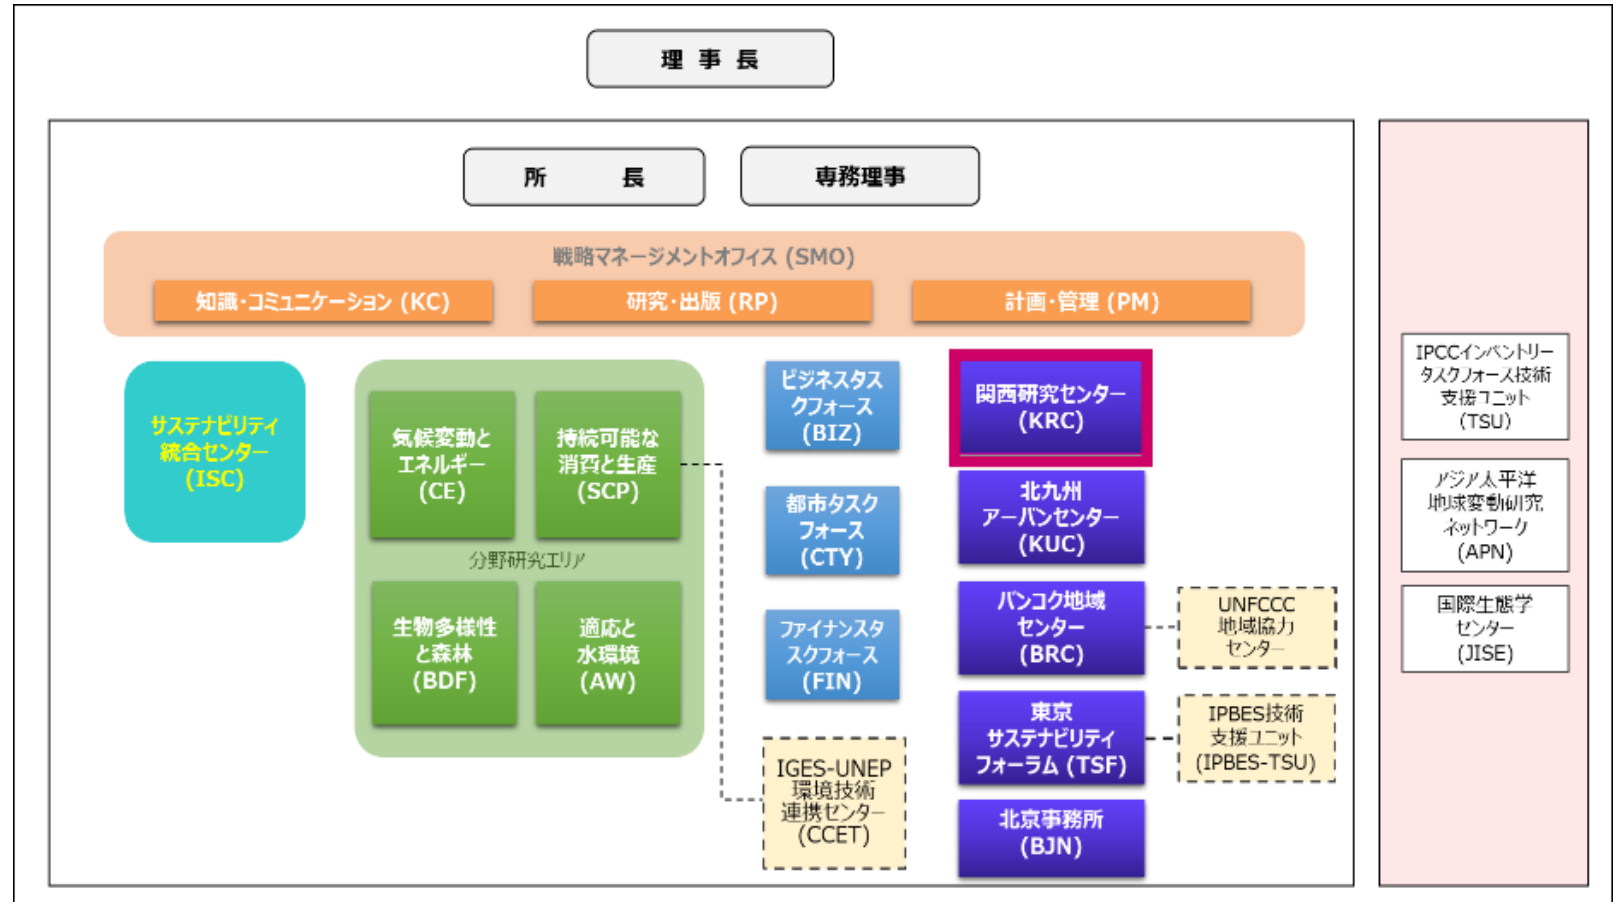 理 事 長
所 長
専務理事
戦略マネージメントオフィス (SMO)
知識・コミュニケーション (KC)
研究・出版 (RP)
計画・管理 (PM)
サステナビリティ
統合センター
(ISC)
気候変動と
エネルギー
(CE)
持続可能な
消費と生産
(SCP)
分野研究エリア
生物多様性
と森林
(BDF)
適応と
水環境
(AW)
ビジネスタス
クフォース
(BIZ)
都市タスク
フォース
(CTY)
ファイナンスタ
スクフォース
(FIN)
IGES-UNEP
環境技術
連携センター
(CCET)
関西研究センター
(KRC)
北九州
アーバンセンター
(KUC)
バンコク地域
センター
(BRC)
UNFCCC
地域協力
センター
東京
サステナビリティ
フォーラム (TSF)
IPBES技術
支援ユニット
(IPBES-TSU)
北京事務所
(BJN)
IPCCインベントリー
タスクフォース技術
支援ユニット
(TSU)
アジア太平洋
地球変動研究
ネットワーク
(APN)
国際生態学
センター
(JISE)